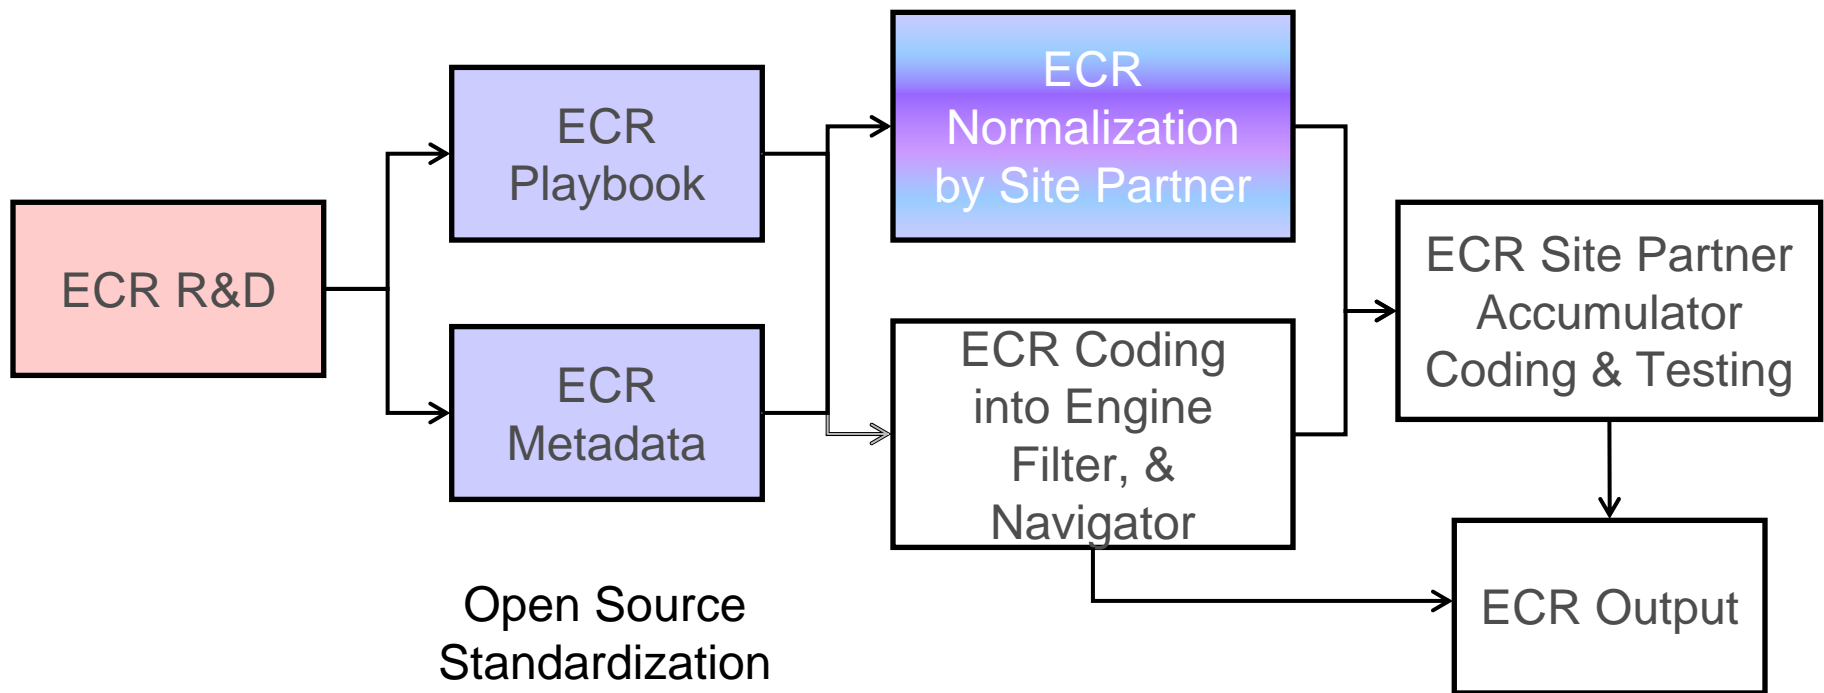 ECR R&D
ECR
Playbook
ECR
Metadata
Open Source
Standardization
ECR
Normalization
by Site Partner
ECR Coding
into Engine
Filter, &
Navigator
ECR Site Partner
Accumulator
Coding & Testing
ECR Output